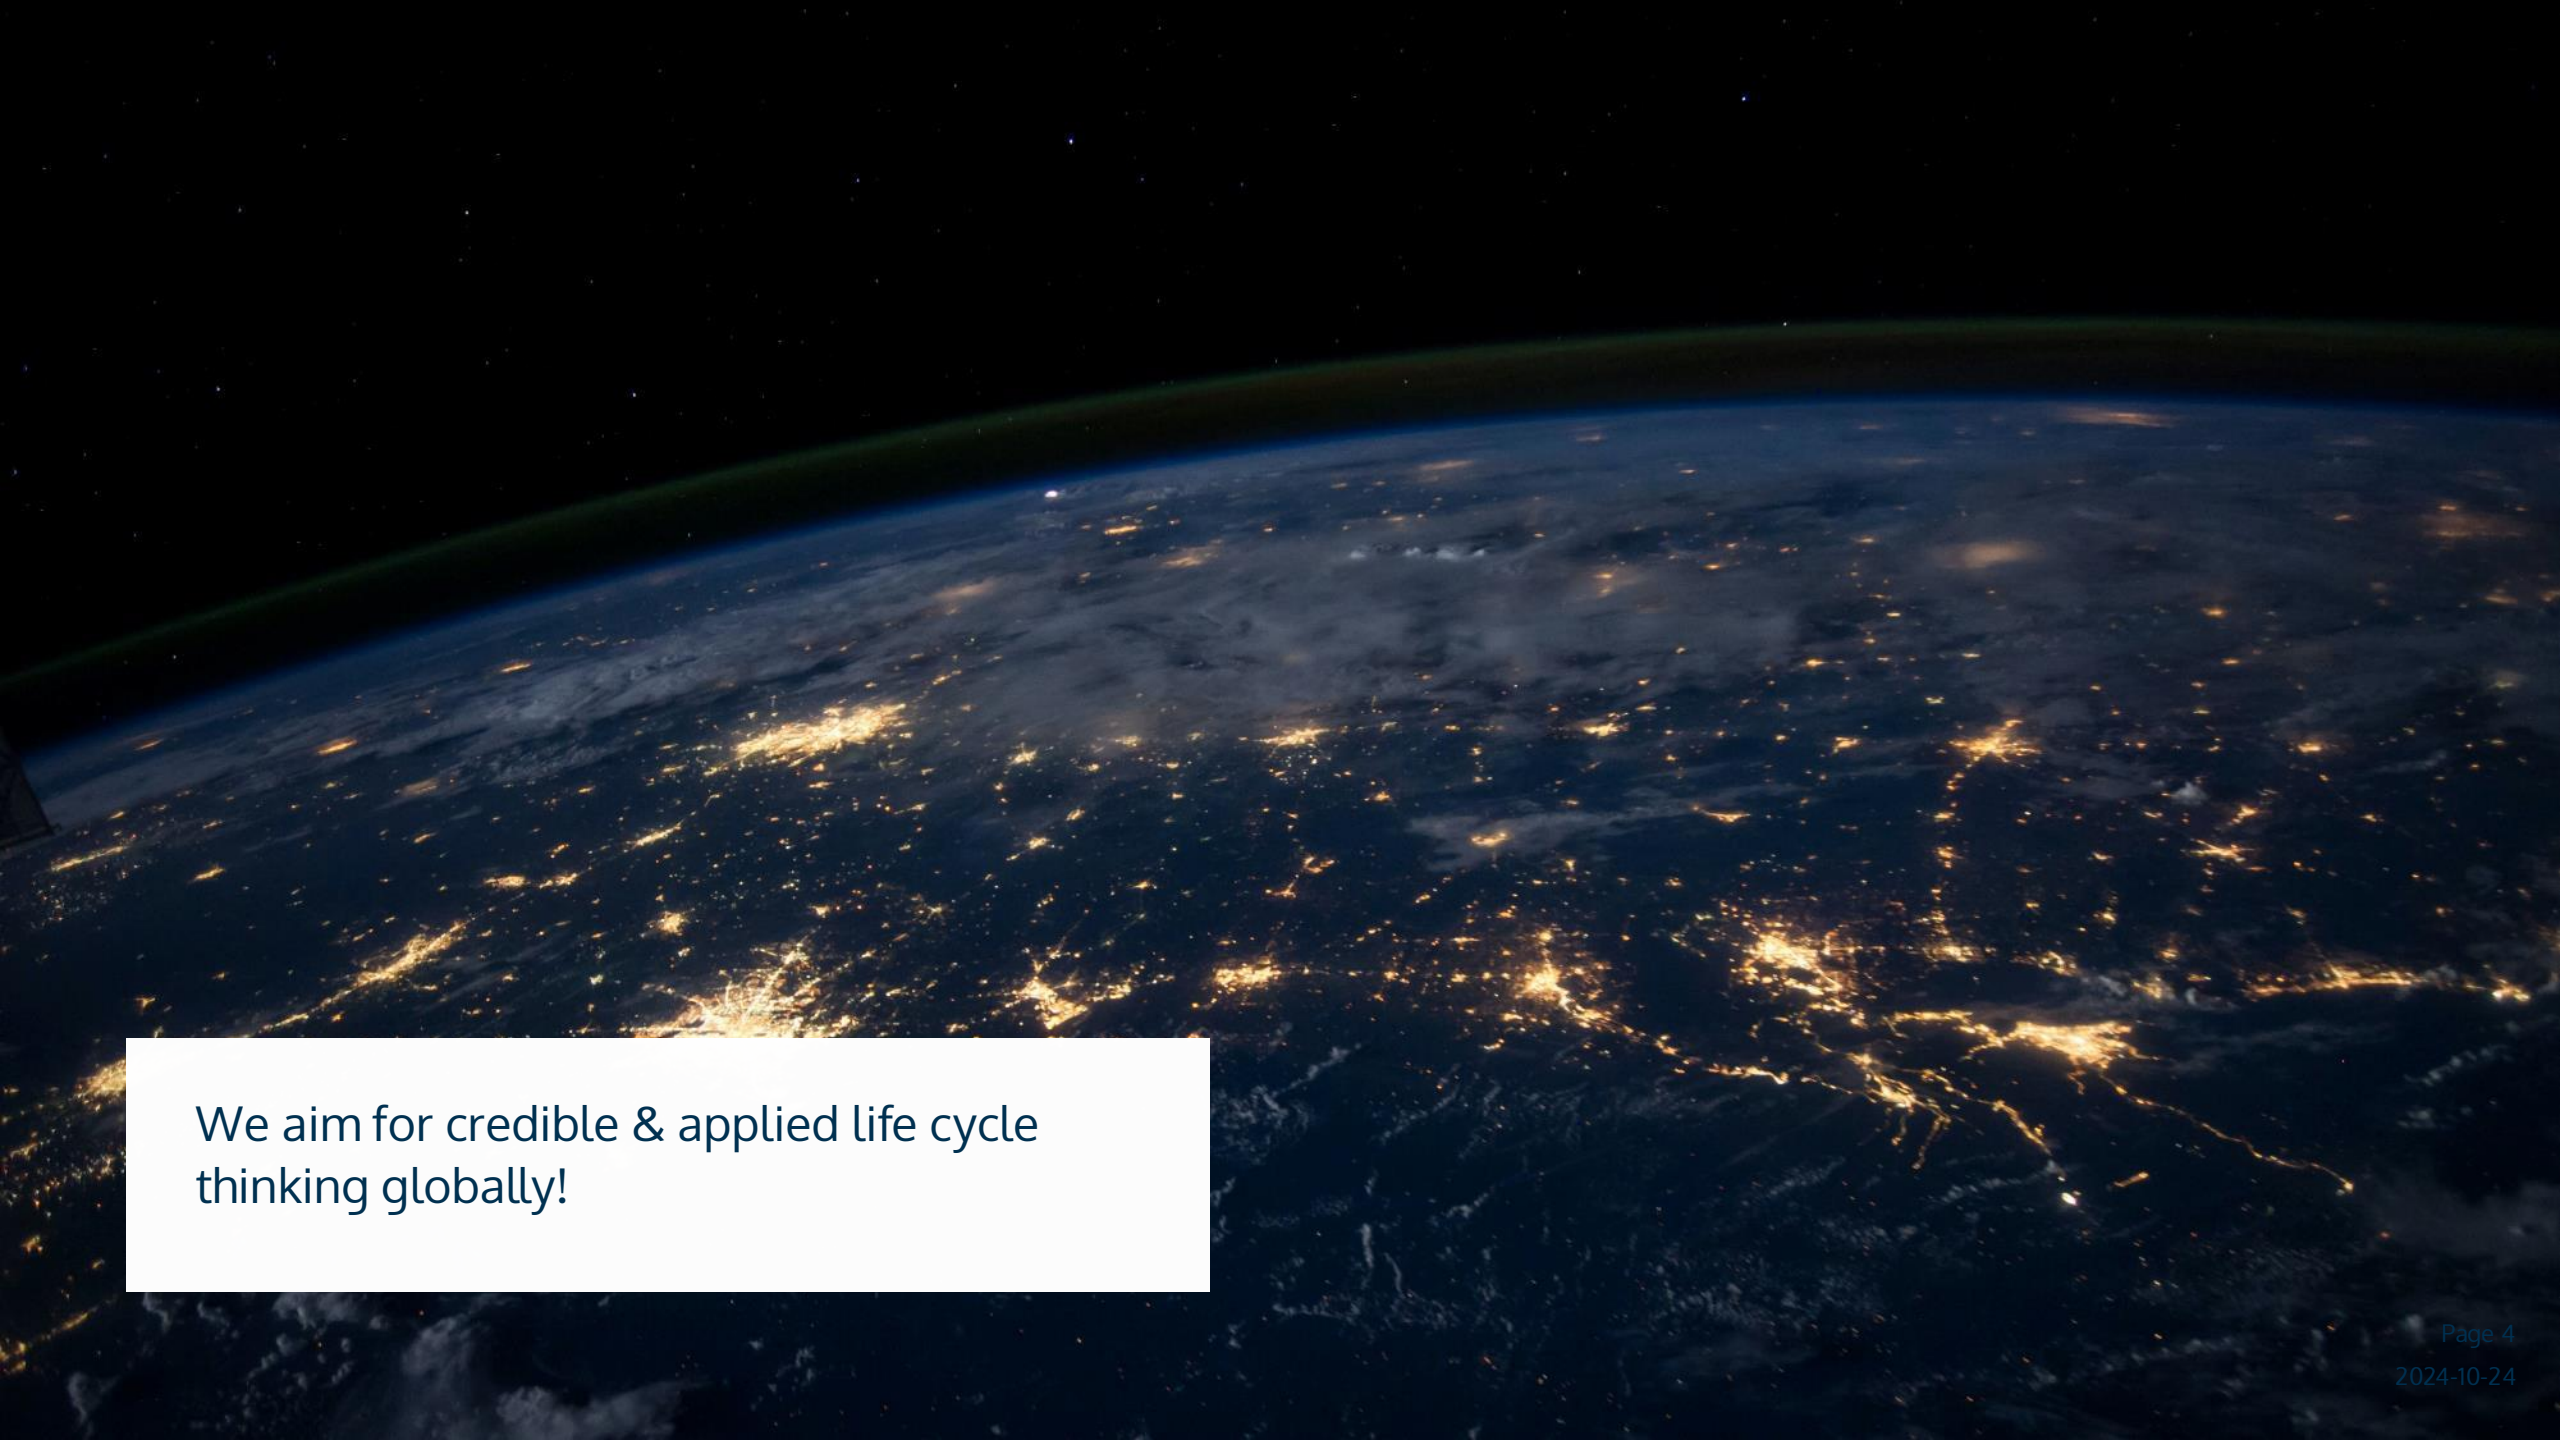 We aim for credible & applied life cycle
thinking globally!
Page 4
2024-10-24